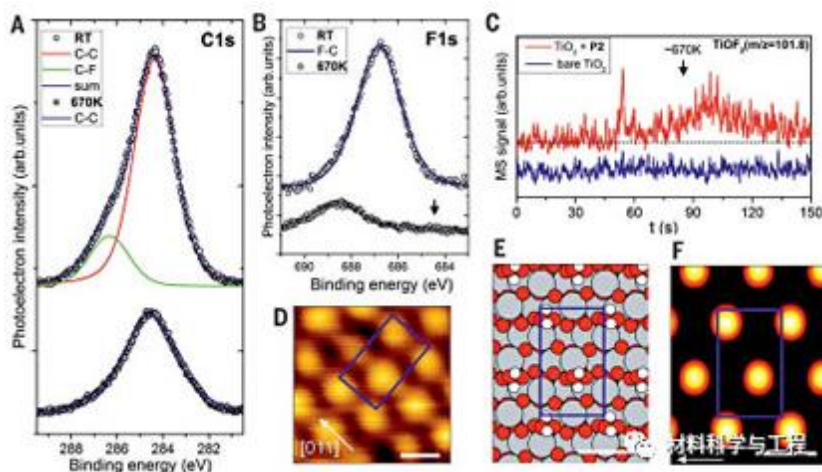 A
C1s
RT
C-C
C-F
sum
670K
C-C
Photoelectron intensity (arb.units)
288 286 284 282
Binding energy (eV)
B
F1s
RT
F-C
670K
Photoelectron intensity (arb.units)
690 688 686 684
Binding energy (eV)
C
TiO₂ + P2
bare TiO₂
~670K
TiOF₂(m/z=101.8)
MS signal (arb.units)
0 30 60 90 120 150
t (s)
D
[011]
E
F
材料科学与工程